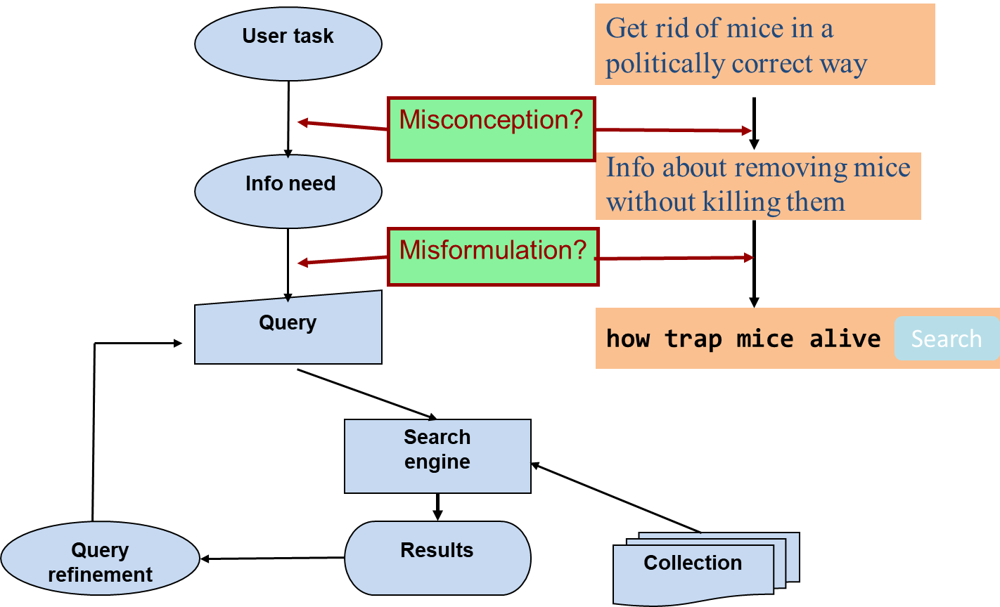 User task
Get rid of mice in a
politically correct way
Misconception?
Info need
Info about removing mice
without killing them
Misformulation?
Query
how trap mice alive
Search
Search
engine
Results
Query
refinement
Collection